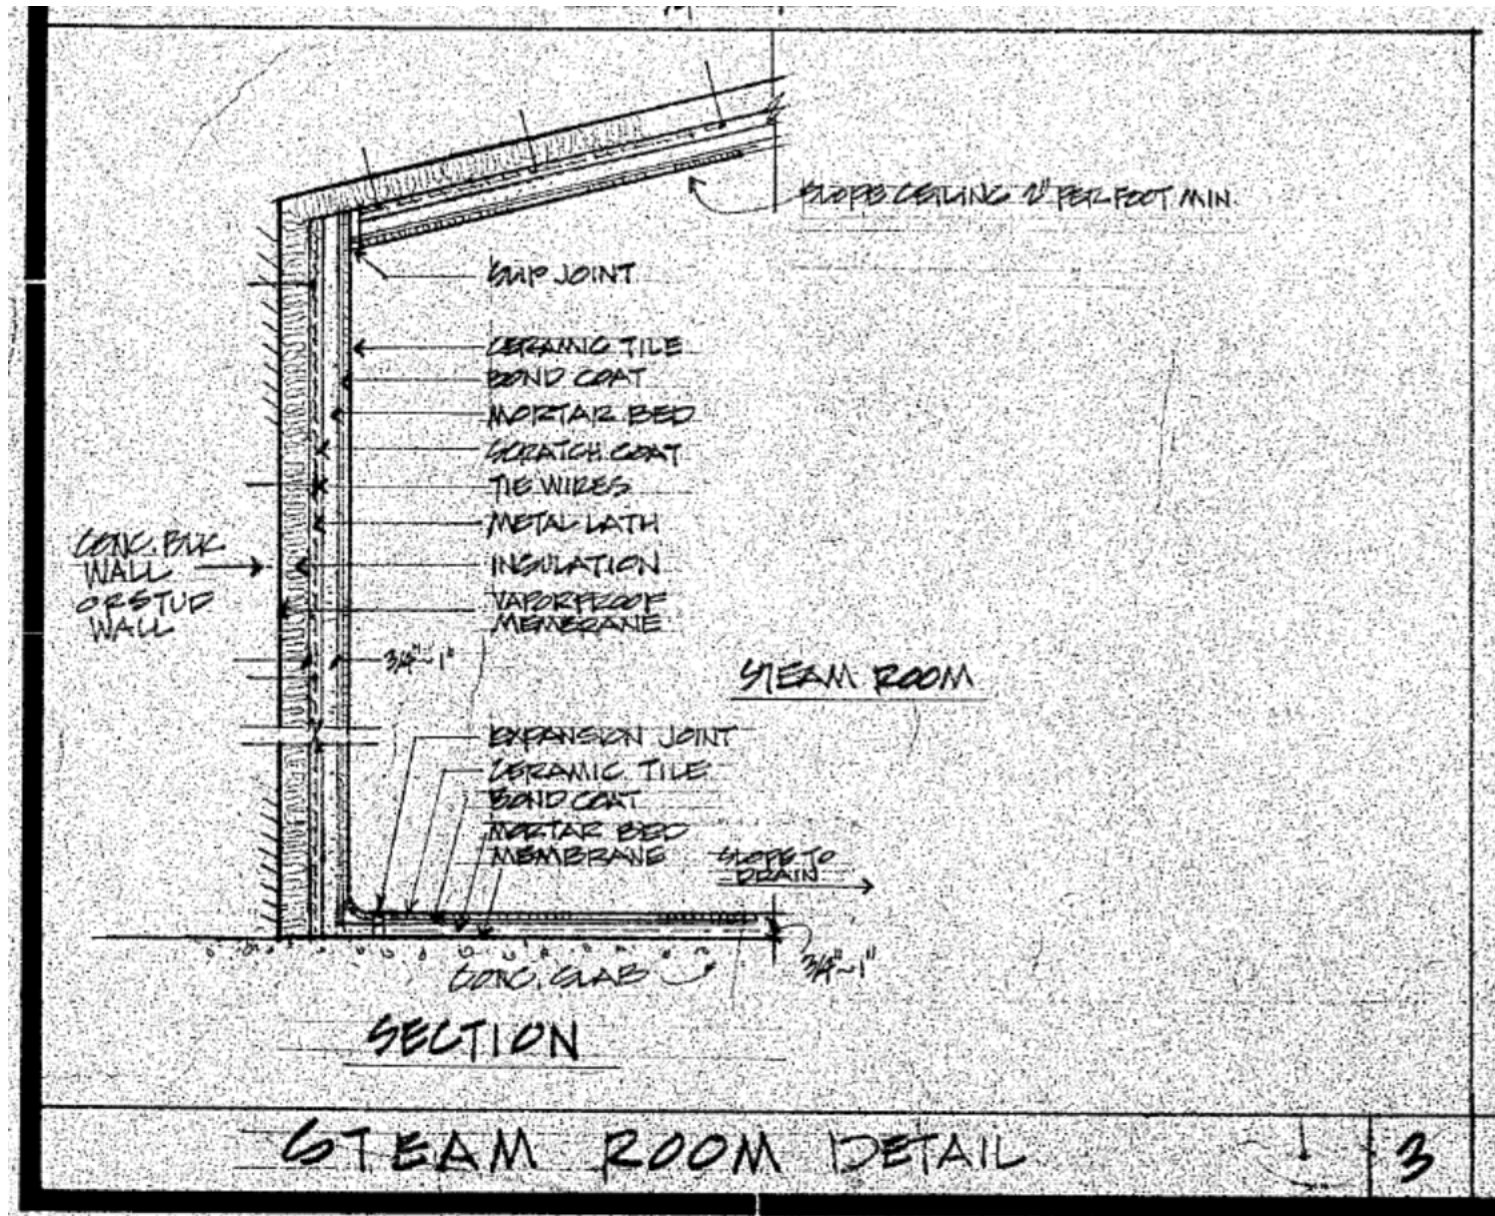 SLOPE CEILING 2" PER FOOT MIN.
SLIP JOINT
CERAMIC TILE
BOND COAT
MORTAR BED
SCRATCH COAT
TIE WIRES
METAL LATH
INSULATION
VAPORPROOF
MEMBRANE
CONC. BLK.
WALL
OR STUD
WALL
3/4"~1"
STEAM ROOM
EXPANSION JOINT
CERAMIC TILE
BOND COAT
MORTAR BED
MEMBRANE
SLOPE TO
DRAIN
3/4"~1"
CONC. SLAB
SECTION
STEAM ROOM DETAIL
3